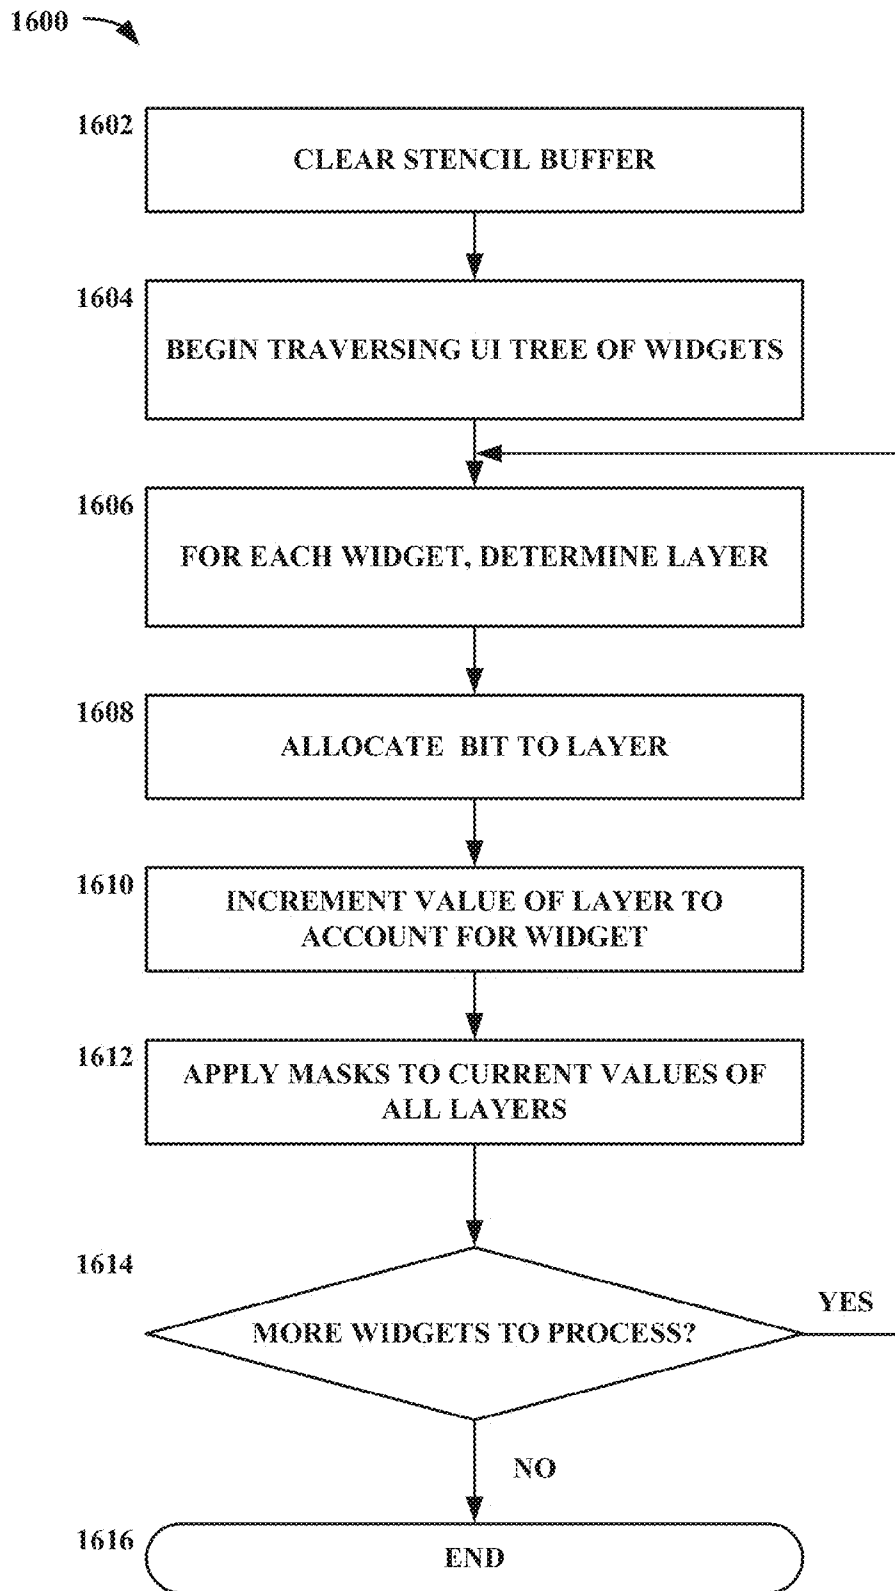 1600
1602
CLEAR STENCIL BUFFER
1604
BEGIN TRAVERSING UI TREE OF WIDGETS
1606
FOR EACH WIDGET, DETERMINE LAYER
1608
ALLOCATE BIT TO LAYER
1610
INCREMENT VALUE OF LAYER TO
ACCOUNT FOR WIDGET
1612
APPLY MASKS TO CURRENT VALUES OF
ALL LAYERS
1614
MORE WIDGETS TO PROCESS?
YES
NO
1616
END